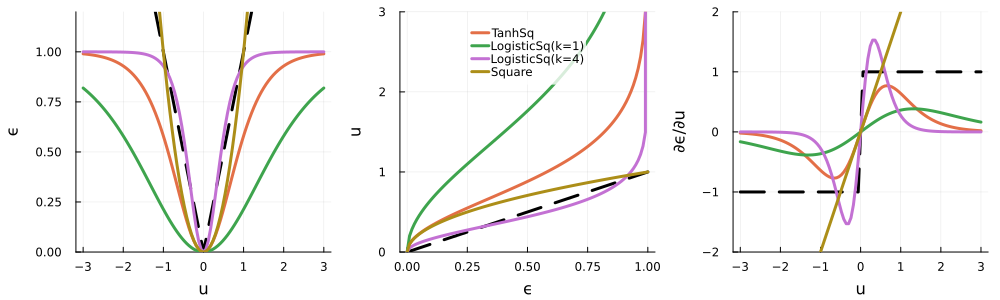 1.00
0.75
0.50
0.25
0.00
ϵ
−3 −2 −1 0 1 2 3
u
3
2
1
0
u
TanhSq
LogisticSq(k=1)
LogisticSq(k=4)
Square
0.00 0.25 0.50 0.75 1.00
ϵ
2
1
0
−1
−2
∂ϵ/∂u
−3 −2 −1 0 1 2 3
u